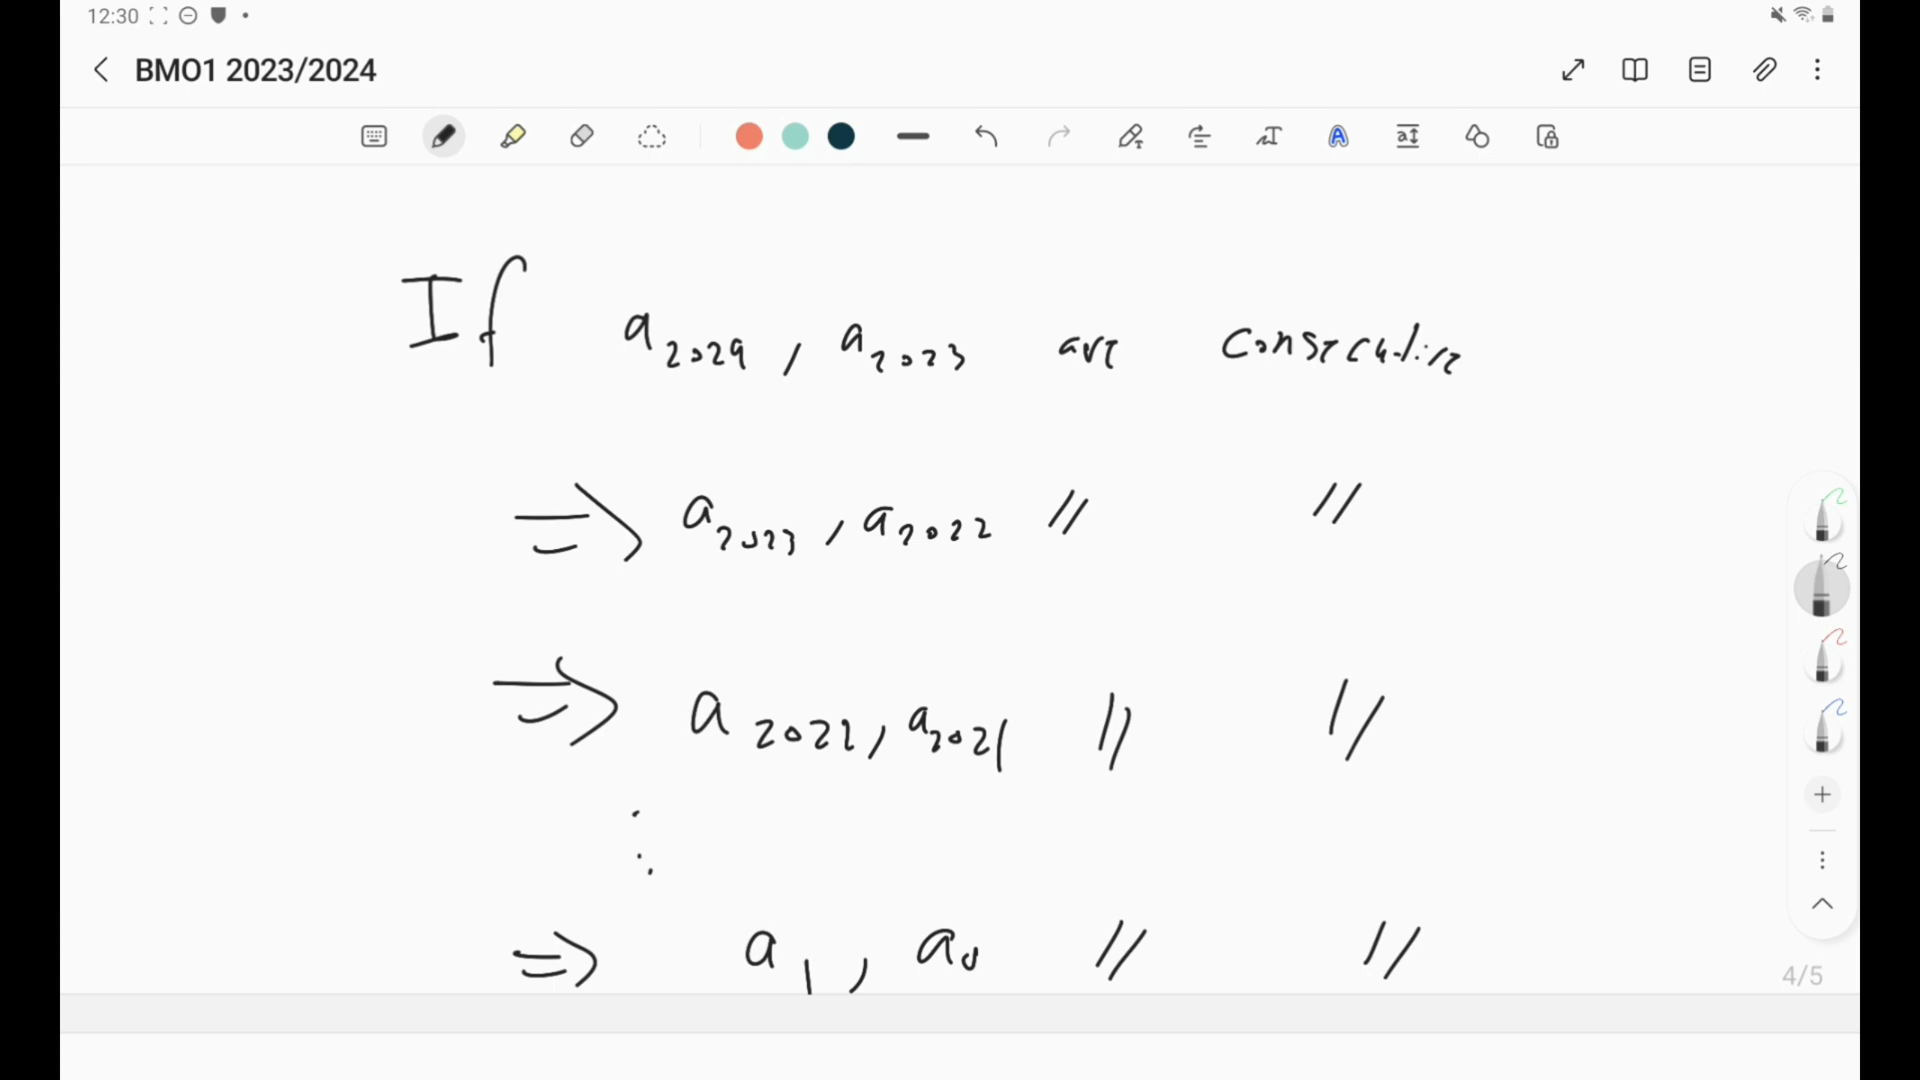 12:30
BMO1 2023/2024
If a₂₀₂₄, a₂₀₂₃ are consecutive
⇒ a₂₀₂₃, a₂₀₂₂ // //
⇒ a₂₀₂₂, a₂₀₂₁ // //
⋮
⇒ a₁, a₀ // //
4/5